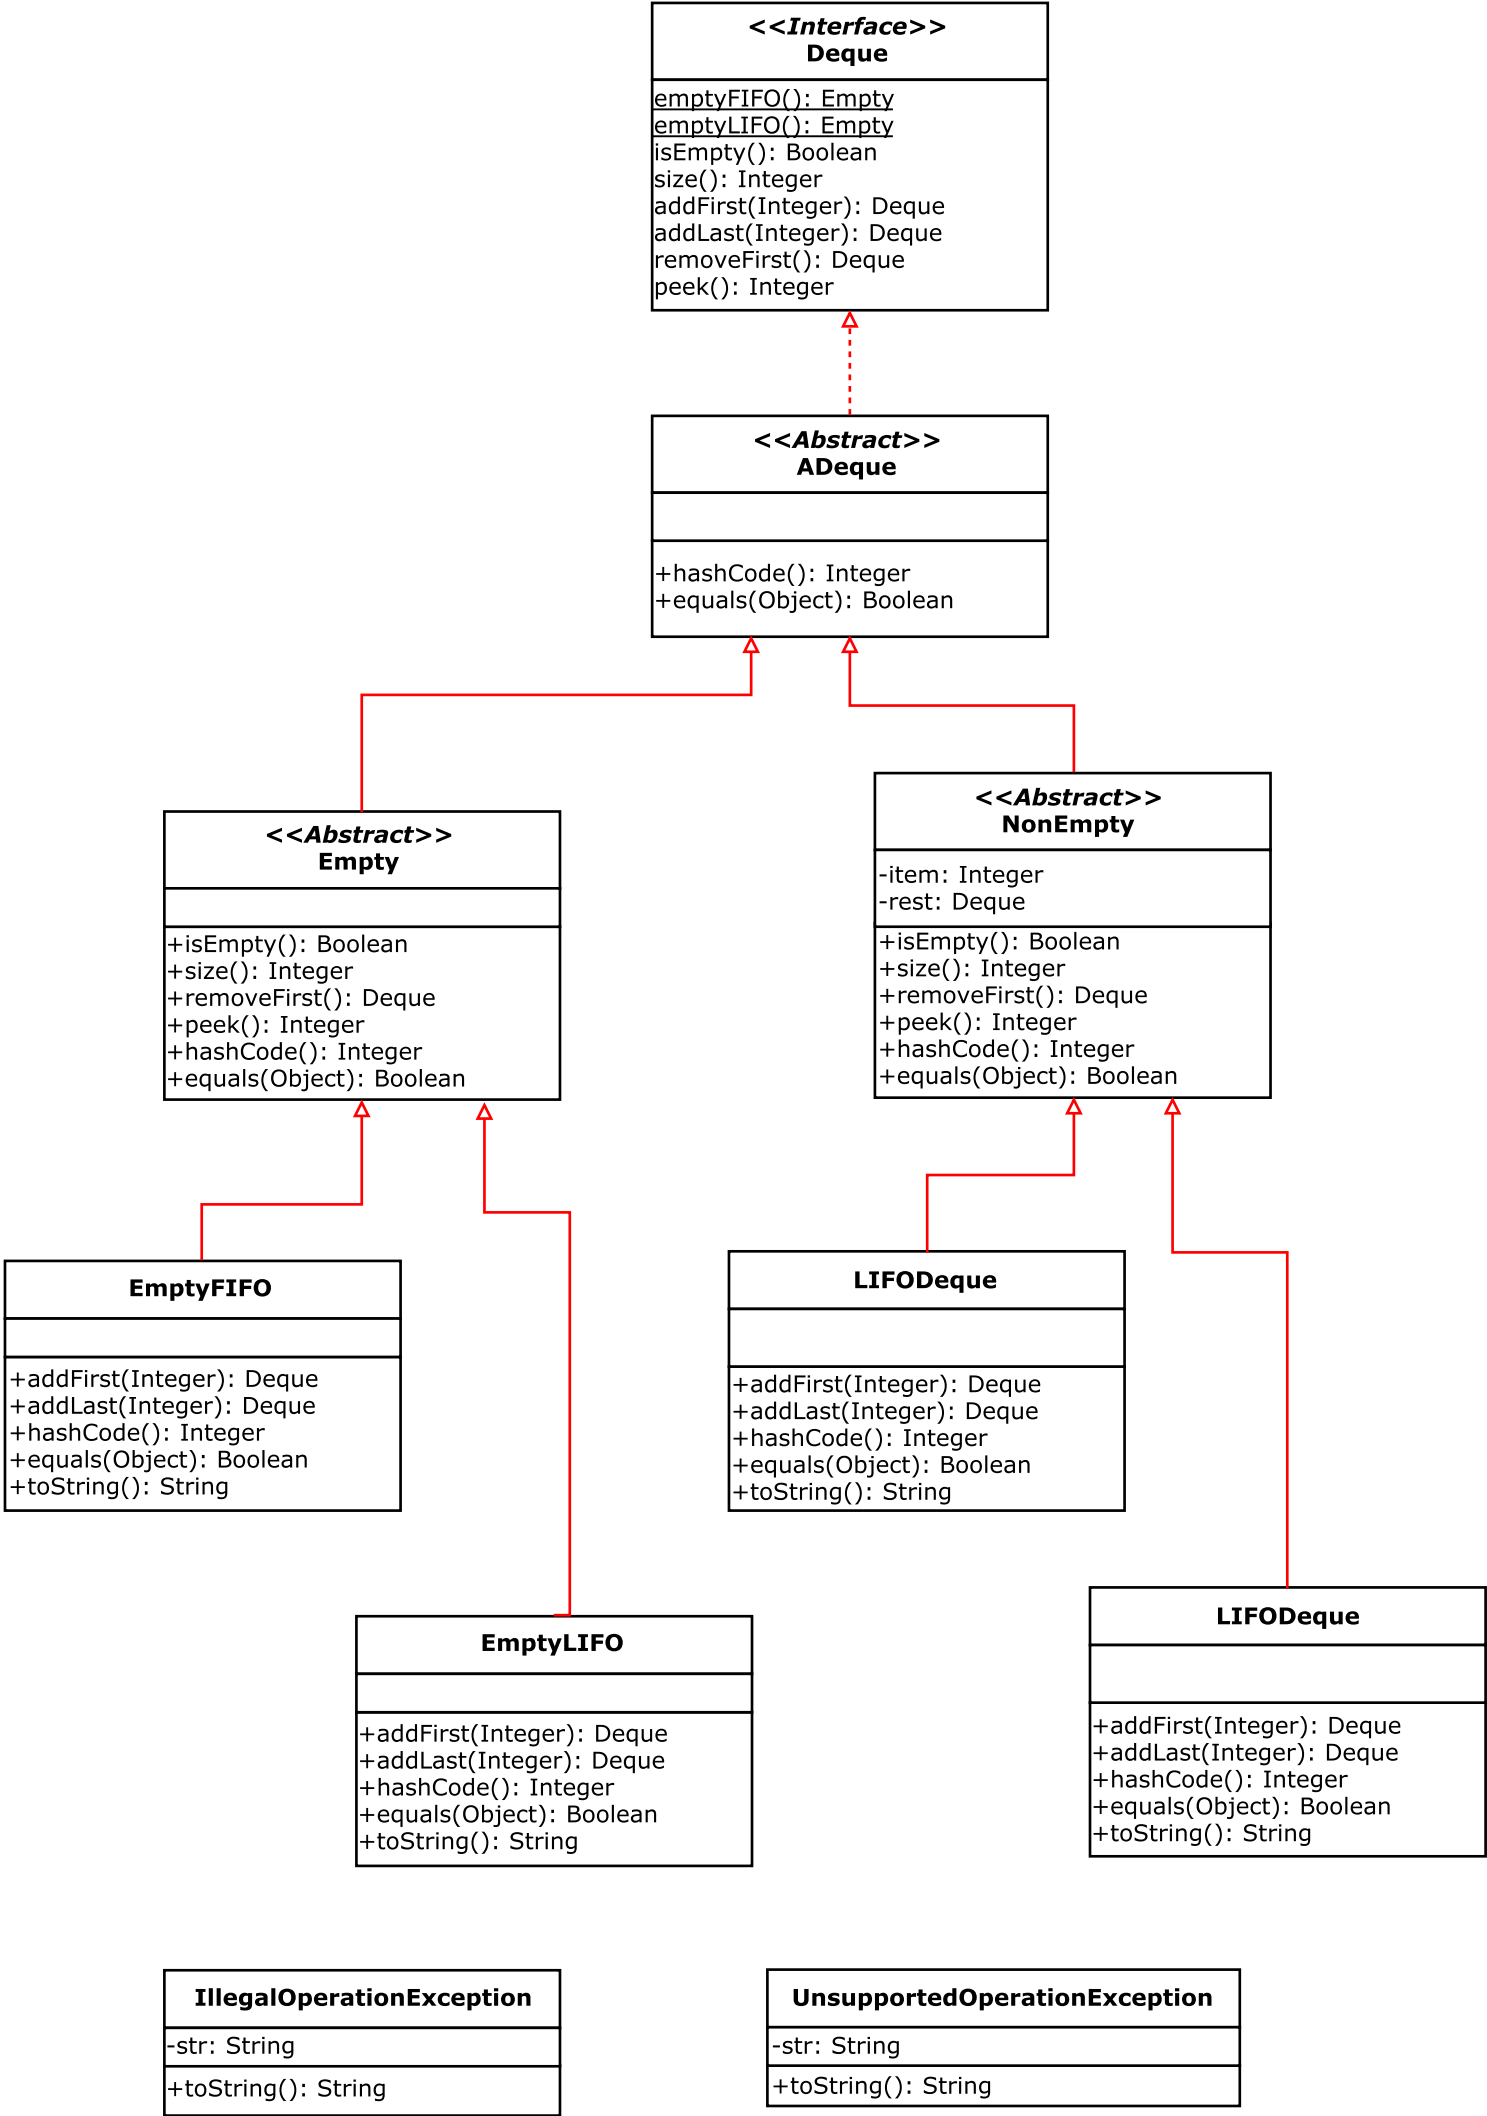 <<Interface>>
Deque
emptyFIFO(): Empty
emptyLIFO(): Empty
isEmpty(): Boolean
size(): Integer
addFirst(Integer): Deque
addLast(Integer): Deque
removeFirst(): Deque
peek(): Integer
<<Abstract>>
ADeque
+hashCode(): Integer
+equals(Object): Boolean
<<Abstract>>
Empty
+isEmpty(): Boolean
+size(): Integer
+removeFirst(): Deque
+peek(): Integer
+hashCode(): Integer
+equals(Object): Boolean
<<Abstract>>
NonEmpty
-item: Integer
-rest: Deque
+isEmpty(): Boolean
+size(): Integer
+removeFirst(): Deque
+peek(): Integer
+hashCode(): Integer
+equals(Object): Boolean
EmptyFIFO
+addFirst(Integer): Deque
+addLast(Integer): Deque
+hashCode(): Integer
+equals(Object): Boolean
+toString(): String
LIFODeque
+addFirst(Integer): Deque
+addLast(Integer): Deque
+hashCode(): Integer
+equals(Object): Boolean
+toString(): String
EmptyLIFO
+addFirst(Integer): Deque
+addLast(Integer): Deque
+hashCode(): Integer
+equals(Object): Boolean
+toString(): String
LIFODeque
+addFirst(Integer): Deque
+addLast(Integer): Deque
+hashCode(): Integer
+equals(Object): Boolean
+toString(): String
IllegalOperationException
-str: String
+toString(): String
UnsupportedOperationException
-str: String
+toString(): String